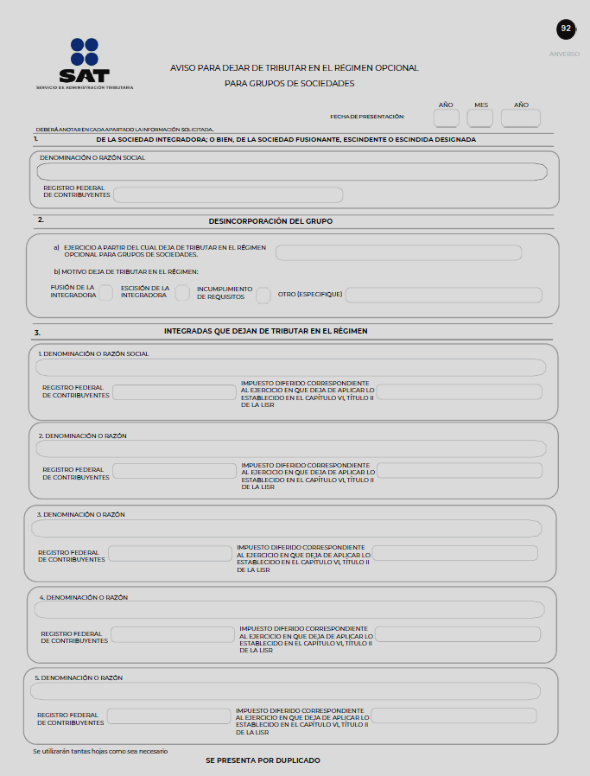 92
ANVERSO
SAT
SERVICIO DE ADMINISTRACIÓN TRIBUTARIA
AVISO PARA DEJAR DE TRIBUTAR EN EL RÉGIMEN OPCIONAL
PARA GRUPOS DE SOCIEDADES
AÑO MES AÑO
FECHA DE PRESENTACIÓN
DEBERÁ ANOTAR EN CADA APARTADO LA INFORMACIÓN SOLICITADA.
1. DE LA SOCIEDAD INTEGRADORA; O BIEN, DE LA SOCIEDAD FUSIONANTE, ESCINDENTE O ESCINDIDA DESIGNADA
DENOMINACIÓN O RAZÓN SOCIAL
REGISTRO FEDERAL
DE CONTRIBUYENTES
2. DESINCORPORACIÓN DEL GRUPO
a) EJERCICIO A PARTIR DEL CUAL DEJA DE TRIBUTAR EN EL RÉGIMEN
OPCIONAL PARA GRUPOS DE SOCIEDADES.
b) MOTIVO DEJA DE TRIBUTAR EN EL RÉGIMEN:
FUSIÓN DE LA
INTEGRADORA
ESCISIÓN DE LA
INTEGRADORA
INCUMPLIMIENTO
DE REQUISITOS
OTRO (ESPECIFIQUE)
3. INTEGRADAS QUE DEJAN DE TRIBUTAR EN EL RÉGIMEN
1. DENOMINACIÓN O RAZÓN SOCIAL
REGISTRO FEDERAL
DE CONTRIBUYENTES
IMPUESTO DIFERIDO CORRESPONDIENTE
AL EJERCICIO EN QUE DEJA DE APLICAR LO
ESTABLECIDO EN EL CAPÍTULO VI, TÍTULO II
DE LA LISR
2. DENOMINACIÓN O RAZÓN
REGISTRO FEDERAL
DE CONTRIBUYENTES
IMPUESTO DIFERIDO CORRESPONDIENTE
AL EJERCICIO EN QUE DEJA DE APLICAR LO
ESTABLECIDO EN EL CAPÍTULO VI, TÍTULO II
DE LA LISR
3. DENOMINACIÓN O RAZÓN
REGISTRO FEDERAL
DE CONTRIBUYENTES
IMPUESTO DIFERIDO CORRESPONDIENTE
AL EJERCICIO EN QUE DEJA DE APLICAR LO
ESTABLECIDO EN EL CAPÍTULO VI, TÍTULO II
DE LA LISR
4. DENOMINACIÓN O RAZÓN
REGISTRO FEDERAL
DE CONTRIBUYENTES
IMPUESTO DIFERIDO CORRESPONDIENTE
AL EJERCICIO EN QUE DEJA DE APLICAR LO
ESTABLECIDO EN EL CAPÍTULO VI, TÍTULO II
DE LA LISR
5. DENOMINACIÓN O RAZÓN
REGISTRO FEDERAL
DE CONTRIBUYENTES
IMPUESTO DIFERIDO CORRESPONDIENTE
AL EJERCICIO EN QUE DEJA DE APLICAR LO
ESTABLECIDO EN EL CAPÍTULO VI, TÍTULO II
DE LA LISR
Se utilizarán tantas hojas como sea necesario
SE PRESENTA POR DUPLICADO